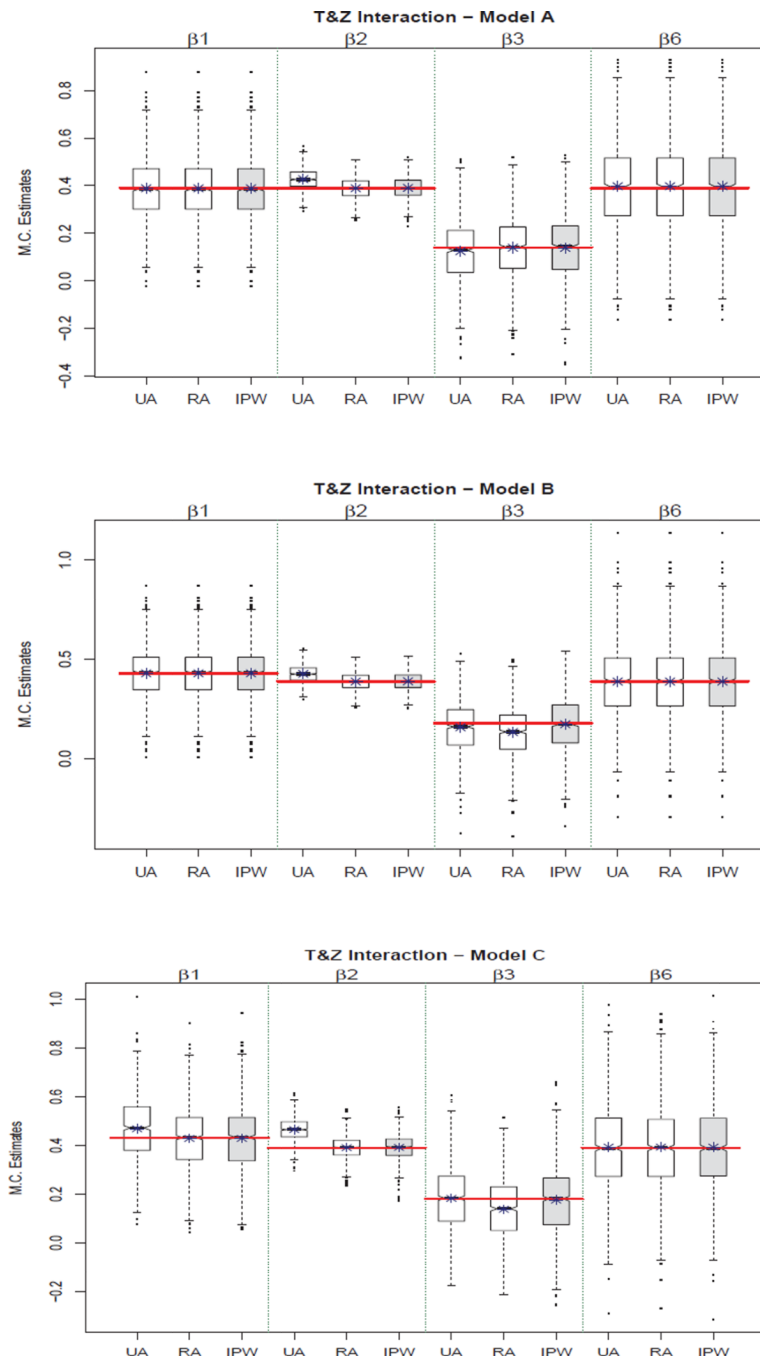 T&Z Interaction – Model A
β1 β2 β3 β6
M.C. Estimates
0.8
0.6
0.4
0.2
0.0
−0.2
−0.4
UA RA IPW UA RA IPW UA RA IPW UA RA IPW
T&Z Interaction – Model B
β1 β2 β3 β6
M.C. Estimates
1.0
0.5
0.0
UA RA IPW UA RA IPW UA RA IPW UA RA IPW
T&Z Interaction – Model C
β1 β2 β3 β6
M.C. Estimates
1.0
0.8
0.6
0.4
0.2
0.0
−0.2
UA RA IPW UA RA IPW UA RA IPW UA RA IPW